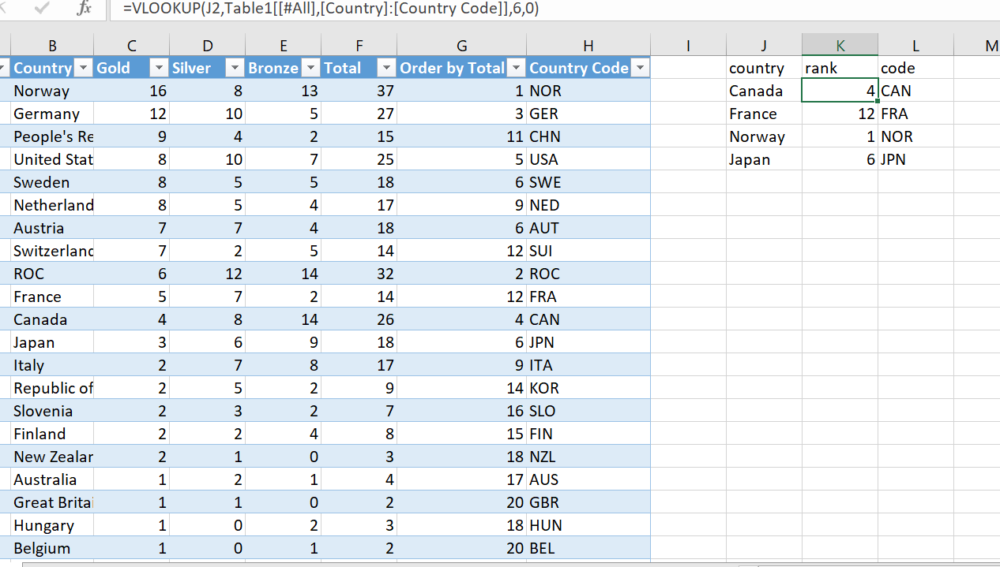 fx =VLOOKUP(J2,Table1[[#All],[Country]:[Country Code]],6,0)
B C D E F G H I J K L M
Country Gold Silver Bronze Total Order by Total Country Code country rank code
Norway 16 8 13 37 1 NOR Canada 4 CAN
Germany 12 10 5 27 3 GER France 12 FRA
People's Re 9 4 2 15 11 CHN Norway 1 NOR
United Stat 8 10 7 25 5 USA Japan 6 JPN
Sweden 8 5 5 18 6 SWE
Netherland 8 5 4 17 9 NED
Austria 7 7 4 18 6 AUT
Switzerland 7 2 5 14 12 SUI
ROC 6 12 14 32 2 ROC
France 5 7 2 14 12 FRA
Canada 4 8 14 26 4 CAN
Japan 3 6 9 18 6 JPN
Italy 2 7 8 17 9 ITA
Republic of 2 5 2 9 14 KOR
Slovenia 2 3 2 7 16 SLO
Finland 2 2 4 8 15 FIN
New Zealan 2 1 0 3 18 NZL
Australia 1 2 1 4 17 AUS
Great Britai 1 1 0 2 20 GBR
Hungary 1 0 2 3 18 HUN
Belgium 1 0 1 2 20 BEL